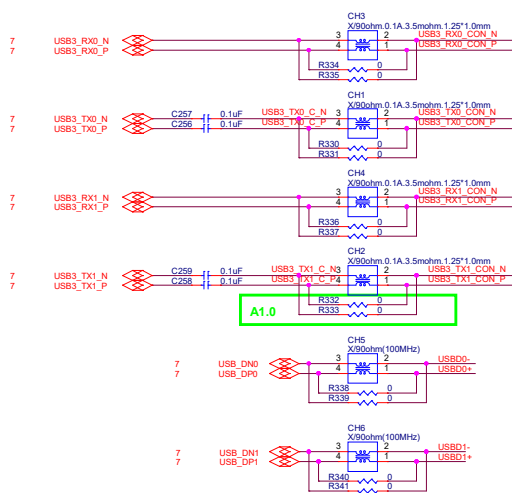 CH3
X/90ohm.0.1A.3.5mohm.1.25*1.0mm
7 USB3_RX0_N 3 2 USB3_RX0_CON_N
7 USB3_RX0_P 4 1 USB3_RX0_CON_P
R334 0
R335 0
CH1
X/90ohm.0.1A.3.5mohm.1.25*1.0mm
7 USB3_TX0_N C257 0.1uF USB3_TX0_C_N 3 2 USB3_TX0_CON_N
7 USB3_TX0_P C256 0.1uF USB3_TX0_C_P 4 1 USB3_TX0_CON_P
R330 0
R331 0
CH4
X/90ohm.0.1A.3.5mohm.1.25*1.0mm
7 USB3_RX1_N 3 2 USB3_RX1_CON_N
7 USB3_RX1_P 4 1 USB3_RX1_CON_P
R336 0
R337 0
CH2
X/90ohm.0.1A.3.5mohm.1.25*1.0mm
7 USB3_TX1_N C259 0.1uF USB3_TX1_C_N 3 2 USB3_TX1_CON_N
7 USB3_TX1_P C258 0.1uF USB3_TX1_C_P 4 1 USB3_TX1_CON_P
R332 0
A1.0 R333 0
CH5
X/90ohm(100MHz)
7 USB_DN0 3 2 USBD0-
7 USB_DP0 4 1 USBD0+
R338 0
R339 0
CH6
X/90ohm(100MHz)
7 USB_DN1 3 2 USBD1-
7 USB_DP1 4 1 USBD1+
R340 0
R341 0